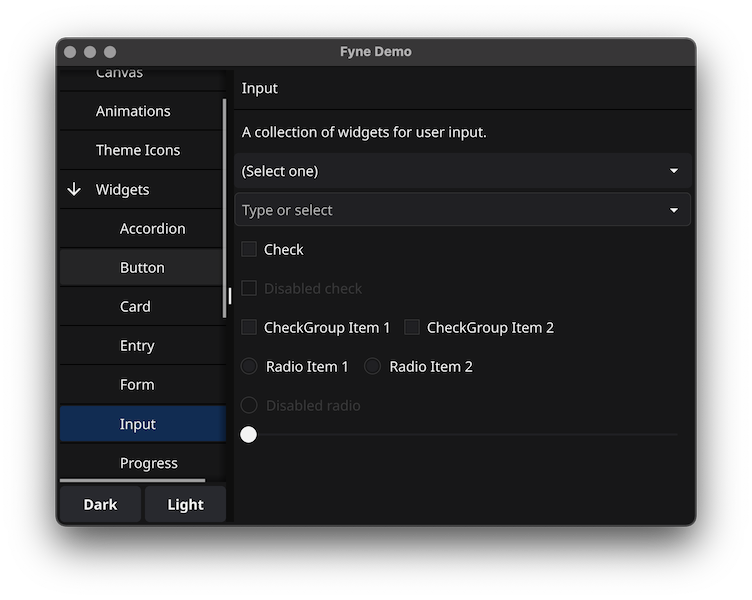 Fyne Demo
Canvas
Animations
Theme Icons
Widgets
Accordion
Button
Card
Entry
Form
Input
Progress
Dark
Light
Input
A collection of widgets for user input.
(Select one)
Type or select
Check
Disabled check
CheckGroup Item 1 CheckGroup Item 2
Radio Item 1 Radio Item 2
Disabled radio